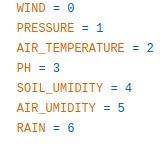 WIND = 0
PRESSURE = 1
AIR_TEMPERATURE = 2
PH = 3
SOIL_UMIDITY = 4
AIR_UMIDITY = 5
RAIN = 6